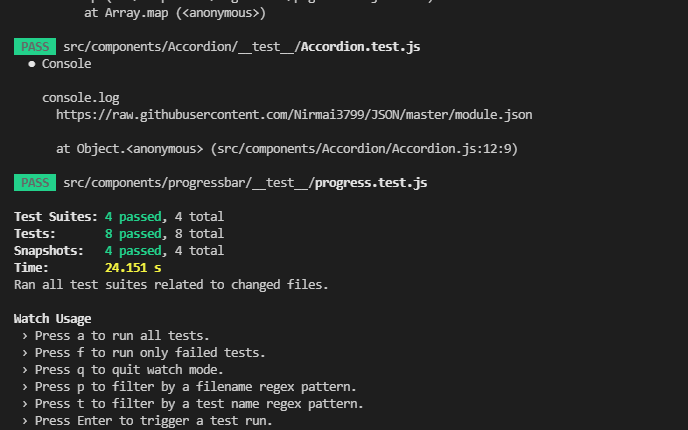 at Array.map (<anonymous>)
PASS src/components/Accordion/__test__/Accordion.test.js
● Console
console.log
https://raw.githubusercontent.com/Nirmai3799/JSON/master/module.json
at Object.<anonymous> (src/components/Accordion/Accordion.js:12:9)
PASS src/components/progressbar/__test__/progress.test.js
Test Suites: 4 passed, 4 total
Tests: 8 passed, 8 total
Snapshots: 4 passed, 4 total
Time: 24.151 s
Ran all test suites related to changed files.
Watch Usage
› Press a to run all tests.
› Press f to run only failed tests.
› Press q to quit watch mode.
› Press p to filter by a filename regex pattern.
› Press t to filter by a test name regex pattern.
› Press Enter to trigger a test run.